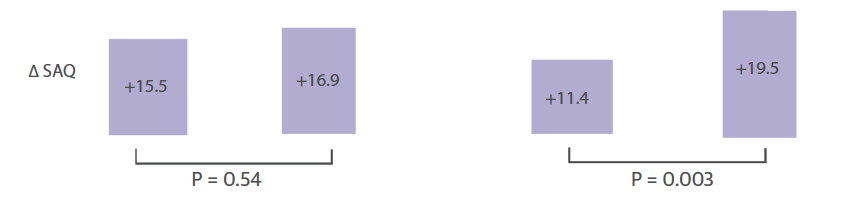 Δ SAQ
+15.5
+16.9
+11.4
+19.5
P = 0.54
P = 0.003